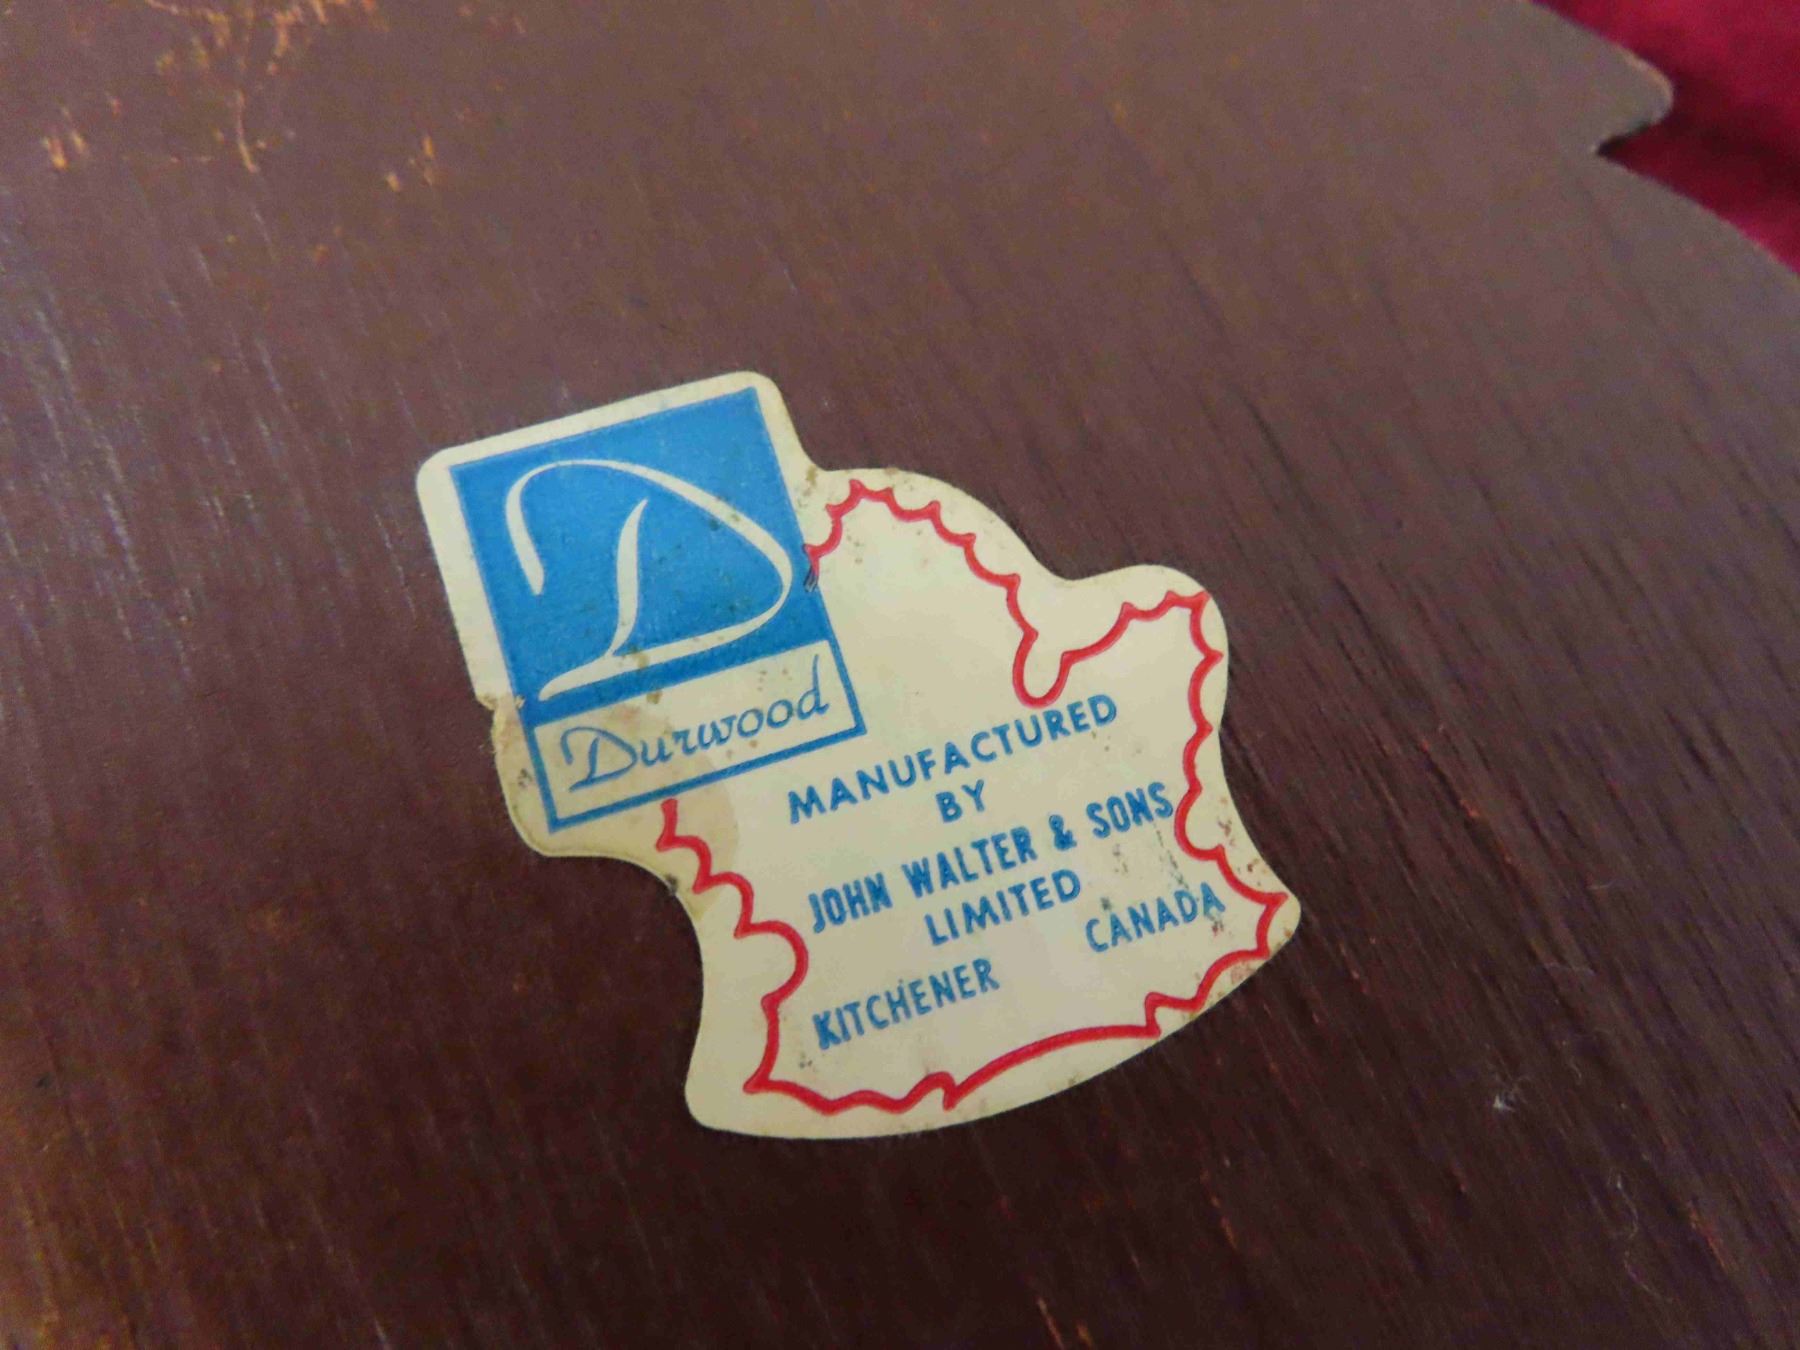 D
Durwood
MANUFACTURED
BY
JOHN WALTER & SONS
LIMITED
KITCHENER CANADA